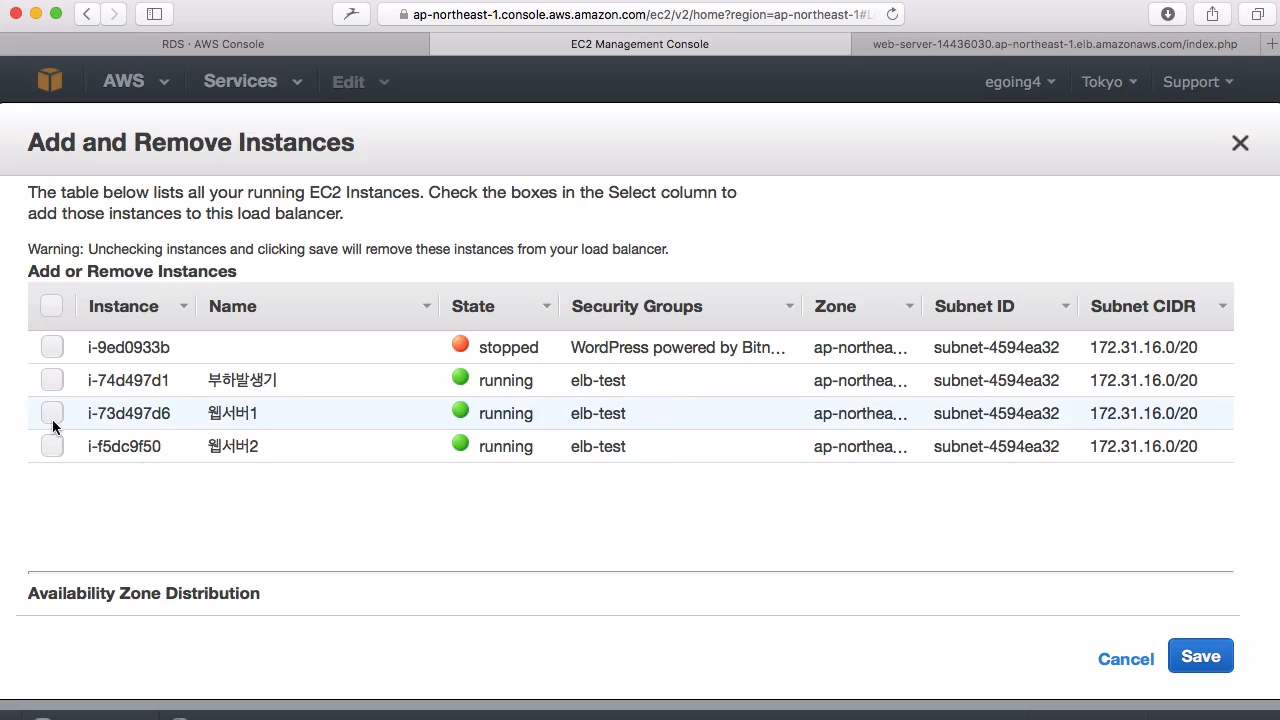 ap-northeast-1.console.aws.amazon.com/ec2/v2/home?region=ap-northeast-1#L
RDS · AWS Console
EC2 Management Console
web-server-14436030.ap-northeast-1.elb.amazonaws.com/index.php
AWS
Services
Edit
egoing4
Tokyo
Support
Add and Remove Instances
The table below lists all your running EC2 Instances. Check the boxes in the Select column to
add those instances to this load balancer.
Warning: Unchecking instances and clicking save will remove these instances from your load balancer.
Add or Remove Instances
Instance Name State Security Groups Zone Subnet ID Subnet CIDR
i-9ed0933b stopped WordPress powered by Bitn... ap-northea... subnet-4594ea32 172.31.16.0/20
i-74d497d1 부하발생기 running elb-test ap-northea... subnet-4594ea32 172.31.16.0/20
i-73d497d6 웹서버1 running elb-test ap-northea... subnet-4594ea32 172.31.16.0/20
i-f5dc9f50 웹서버2 running elb-test ap-northea... subnet-4594ea32 172.31.16.0/20
Availability Zone Distribution
Cancel
Save